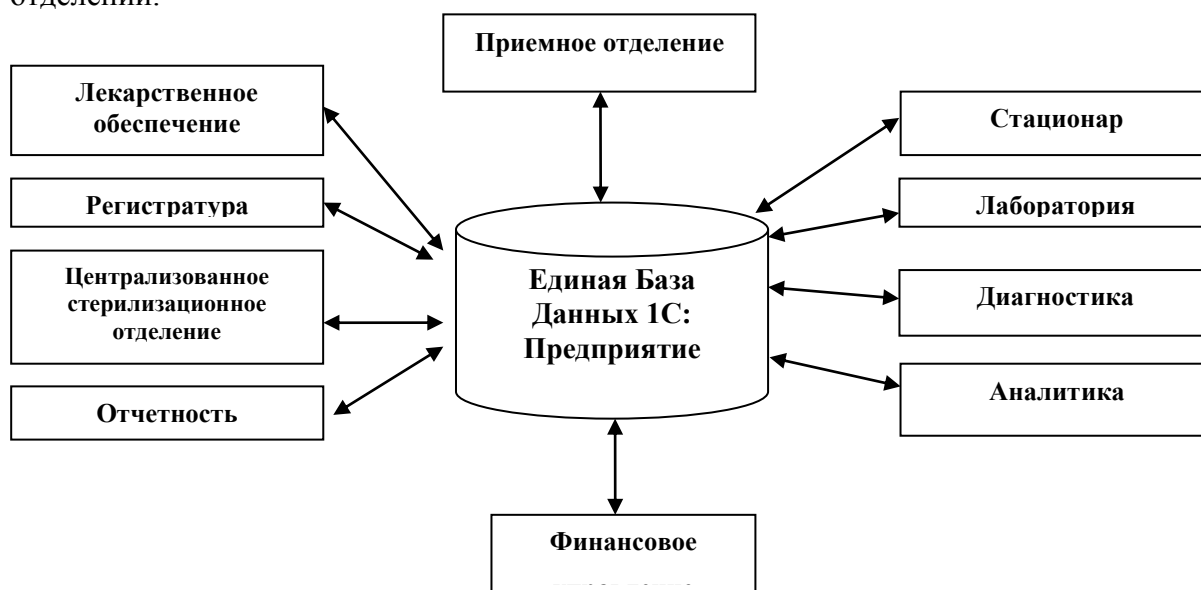 отделений.
Приемное отделение
Лекарственное
обеспечение
Стационар
Регистратура
Лаборатория
Централизованное
стерилизационное
отделение
Единая База
Данных 1С:
Предприятие
Диагностика
Отчетность
Аналитика
Финансовое